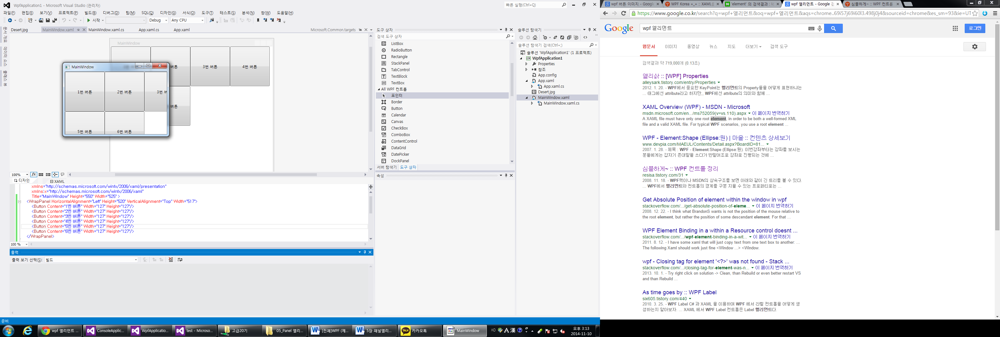 WpfApplication1 - Microsoft Visual Studio (관리자)
빠른 실행(Ctrl+Q)
파일(F) 편집(E) 보기(V) 프로젝트(P) 빌드(B) 디버그(D) 팀(M) SQL(Q) 디자인(G) 서식(O) 도구(T) 테스트(S) 분석(N) 창(W) 도움말(H)
시작 Debug Any CPU
문서 개요
데이터 소스
클래스 뷰
Desert.jpg MainWindow.xaml MainWindow.xaml.cs App.xaml.cs App.xaml Microsoft.Common.targets
MainWindow
3번 버튼
4번 버튼
MainWindow
1번 버튼
2번 버튼
5번 버튼
6번 버튼
100%
디자인
XAML
xmlns="http://schemas.microsoft.com/winfx/2006/xaml/presentation"
xmlns:x="http://schemas.microsoft.com/winfx/2006/xaml"
Title="MainWindow" Height="550" Width="525" >
<WrapPanel HorizontalAlignment="Left" Height="520" VerticalAlignment="Top" Width="517">
<Button Content="1번 버튼" Width="127" Height="127"/>
<Button Content="2번 버튼" Width="127" Height="127"/>
<Button Content="3번 버튼" Width="127" Height="127"/>
<Button Content="4번 버튼" Width="127" Height="127"/>
<Button Content="5번 버튼" Width="127" Height="127"/>
<Button Content="6번 버튼" Width="127" Height="127"/>
</WrapPanel>
100 %
출력
출력 보기 선택(S): 빌드
준비
도구 상자
검색 도구 상자
ListBox
RadioButton
Rectangle
StackPanel
TabControl
TextBlock
TextBox
All WPF 컨트롤
포인터
Border
Button
Calendar
Canvas
CheckBox
ComboBox
ContentControl
DataGrid
DatePicker
DockPanel
서버 탐색기 도구 상자
속성
솔루션 탐색기
솔루션 탐색기 검색(Ctrl+;)
솔루션 'WpfApplication1' (1 프로젝트)
WpfApplication1
Properties
참조
App.config
App.xaml
App.xaml.cs
Desert.jpg
MainWindow.xaml
MainWindow.xaml.cs
wpf 버튼 이미지 - Google
WPF Korea +_+ :: XAML
'element' 의 검색결과 : 네
wpf 엘리먼트 - Google 검
심플하게~ :: WPF 컨트롤
https://www.google.co.kr/search?q=wpf+엘리먼트&oq=wpf+엘리먼트&aqs=chrome..69i57j69i60l3.498j0j4&sourceid=chrome&es_sm=93&ie=UT
Google
wpf 엘리먼트
로그인
웹문서 이미지 동영상 뉴스 지도 더보기 검색 도구
검색결과 약 719,000개 (0.13초)
앨리삵 :: [WPF] Properties
alleysark.tistory.com/entry/Properties
2012. 1. 20. - WPF에서 중요한 KeyPoint는 엘리먼트의 Property들을 어떻게 표현하냐는
... 태그에선 attribute라고 하지만,, WPF에선 attribute의 의미와 함께 ...
XAML Overview (WPF) - MSDN - Microsoft
msdn.microsoft.com/en.../ms752059(v=vs.110).aspx 이 페이지 번역하기
A XAML file must have only one root element, in order to be both a well-formed XML
file and a valid XAML file. For typical WPF scenarios, you use a root element ...
WPF - Element:Shape (Ellipse:원) | 마을 :: 컨텐츠 상세보기
www.devpia.com/MAEUL/Contents/Detail.aspx?BoardID=81...
2007. 1. 28. - 제목 : WPF - Element:Shape (Ellipse:원). 이번강좌부터는 강좌를 보시는
분들에게는 갑자기 존대말을 쓰다가 반말어조로 강좌로 진행되는 것에 ...
심플하게~ :: WPF 컨트롤 정리
resisa.tistory.com/31
2008. 11. 18. - WPF책이나 MSDN의 상속구조를 보면 아래와 같이 긴 트리를 볼 수 있다.
... WPF에서 엘리먼트와 컨트롤의 경계를 구분 지을 수 있는 프로퍼티로는 ...
Get Absolute Position of element within the window in wpf
stackoverflow.com/.../get-absolute-position-of-eleme... 이 페이지 번역하기
2008. 12. 22. - I think what BrandonS wants is not the position of the mouse relative to
the root element, but rather the position of some descendant element. For that ...
WPF Element Binding in a within a Resource control doesnt ...
stackoverflow.com/.../wpf-element-binding-in-a-wit... 이 페이지 번역하기
2011. 8. 12. - I have some xaml that will just copy text from one text box to another: ...
The following Xaml should work just fine <Window ...> <Window.
wpf - Closing tag for element '<?>' was not found - Stack ...
stackoverflow.com/.../closing-tag-for-element-was-n... 이 페이지 번역하기
2013. 10. 1. - Try right click on solution -> Clean, than Rebuild or even better restart VS
and than Rebuild ...
As time goes by :: WPF Label
six605.tistory.com/440
2010. 3. 25. - WPF Label C# 과 XAML 을 이용하여 WPF 에서 라벨 컨트롤을 어떻게 생
성하는지 알아보자. ... XAML 에서 WPF Label 컨트롤은 Label 엘리먼트다.
wpf 엘리먼트 ... ConsoleApplic... WpfApplicatio... test - Microso... 고급20기 05_Panel 엘리... [전체]WPF (제... 5장 패널엘리... 카카오톡 MainWindow
KO A 漢
오후 3:13
2014-11-10